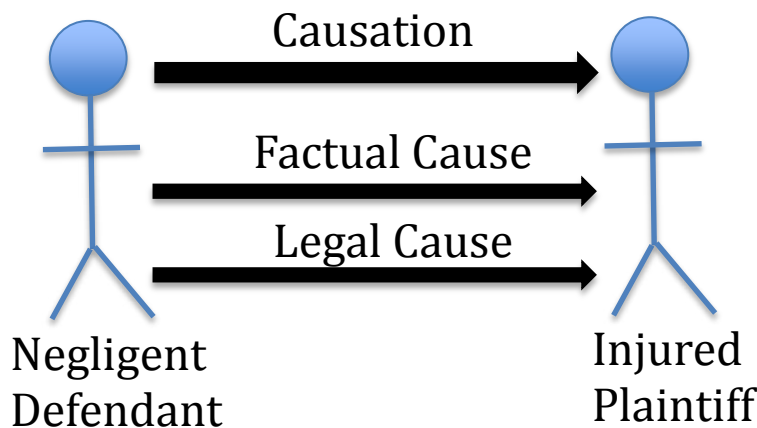 Causation
Factual Cause
Legal Cause
Negligent
Defendant
Injured
Plaintiff